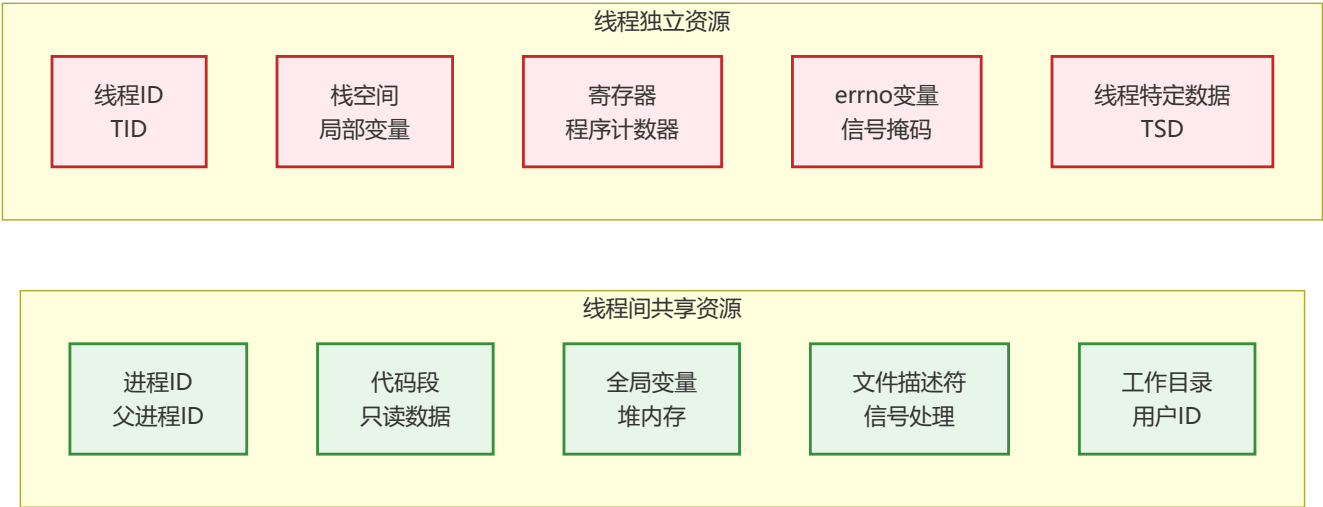 线程独立资源
线程ID
TID
栈空间
局部变量
寄存器
程序计数器
errno变量
信号掩码
线程特定数据
TSD
线程间共享资源
进程ID
父进程ID
代码段
只读数据
全局变量
堆内存
文件描述符
信号处理
工作目录
用户ID